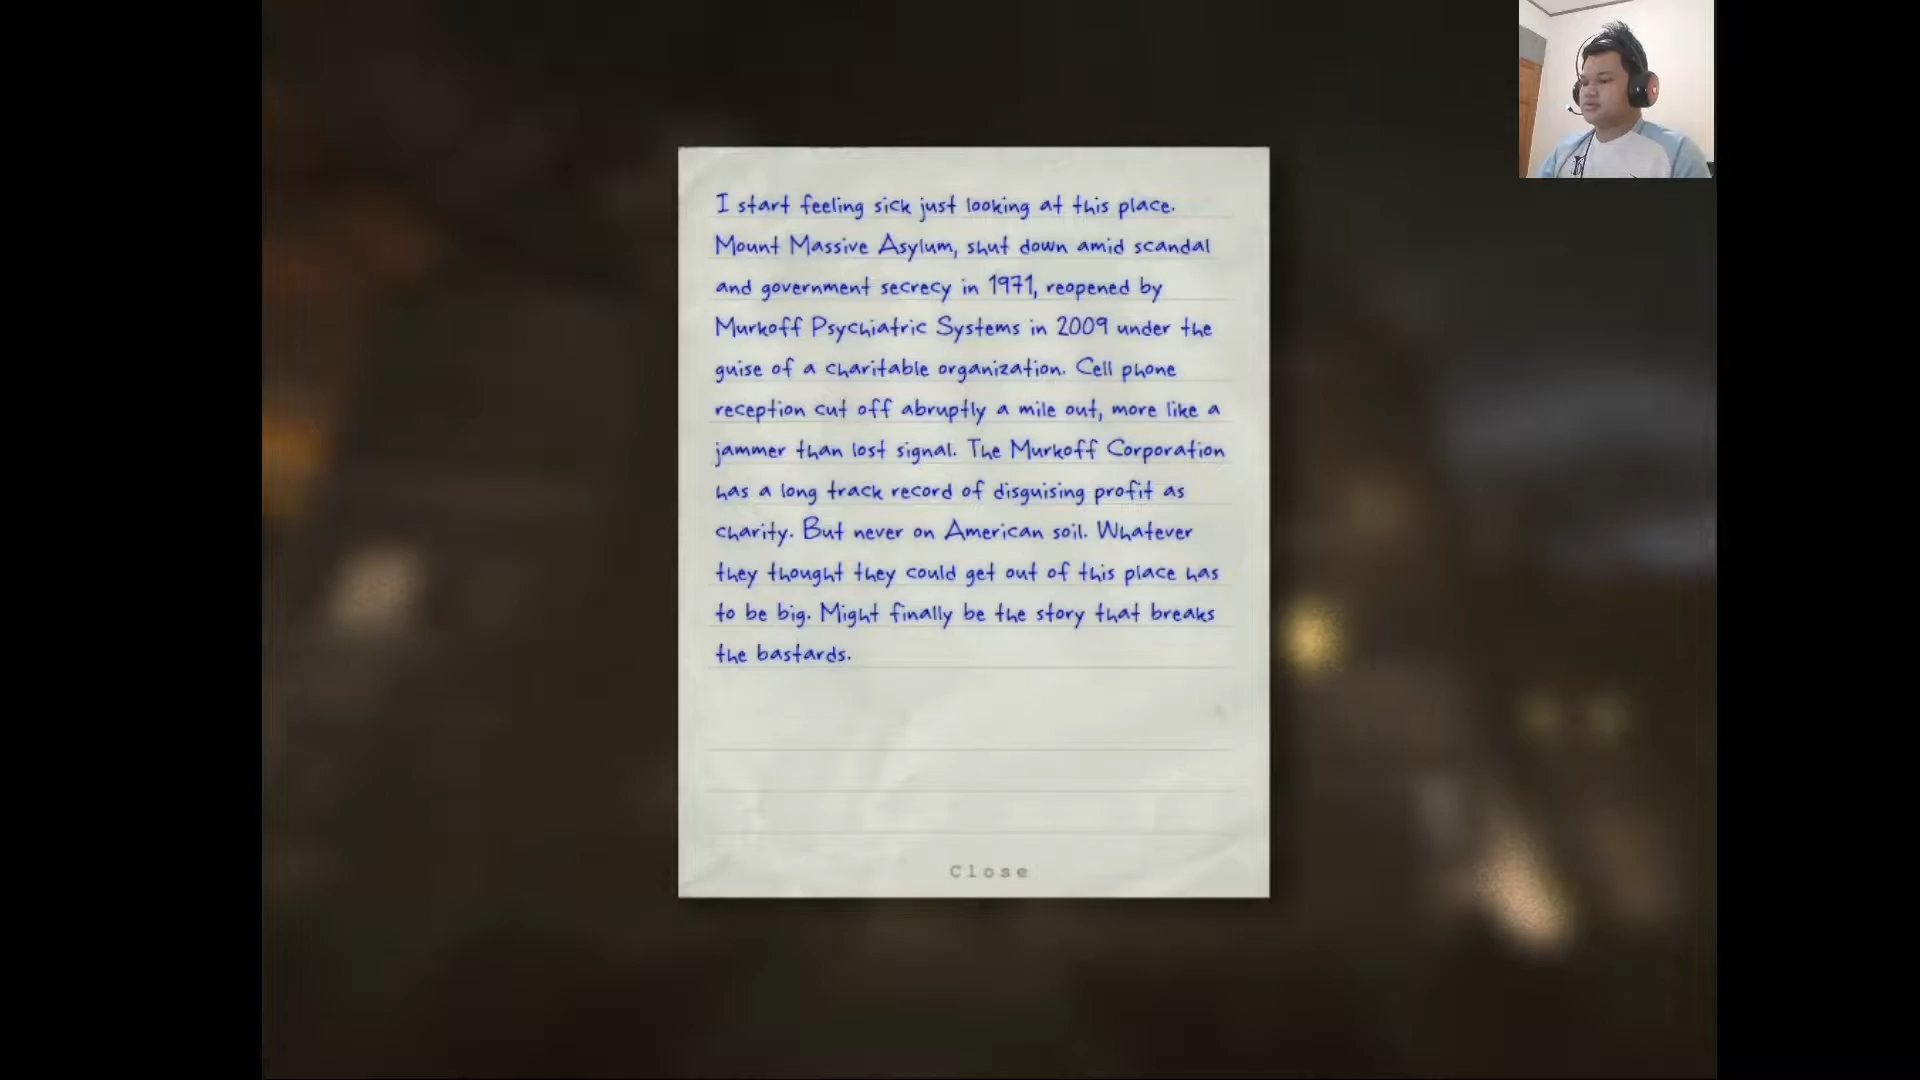 I start feeling sick just looking at this place.
Mount Massive Asylum, shut down amid scandal
and government secrecy in 1971, reopened by
Murkoff Psychiatric Systems in 2009 under the
guise of a charitable organization. Cell phone
reception cut off abruptly a mile out, more like a
jammer than lost signal. The Murkoff Corporation
has a long track record of disguising profit as
charity. But never on American soil. Whatever
they thought they could get out of this place has
to be big. Might finally be the story that breaks
the bastards.
Close